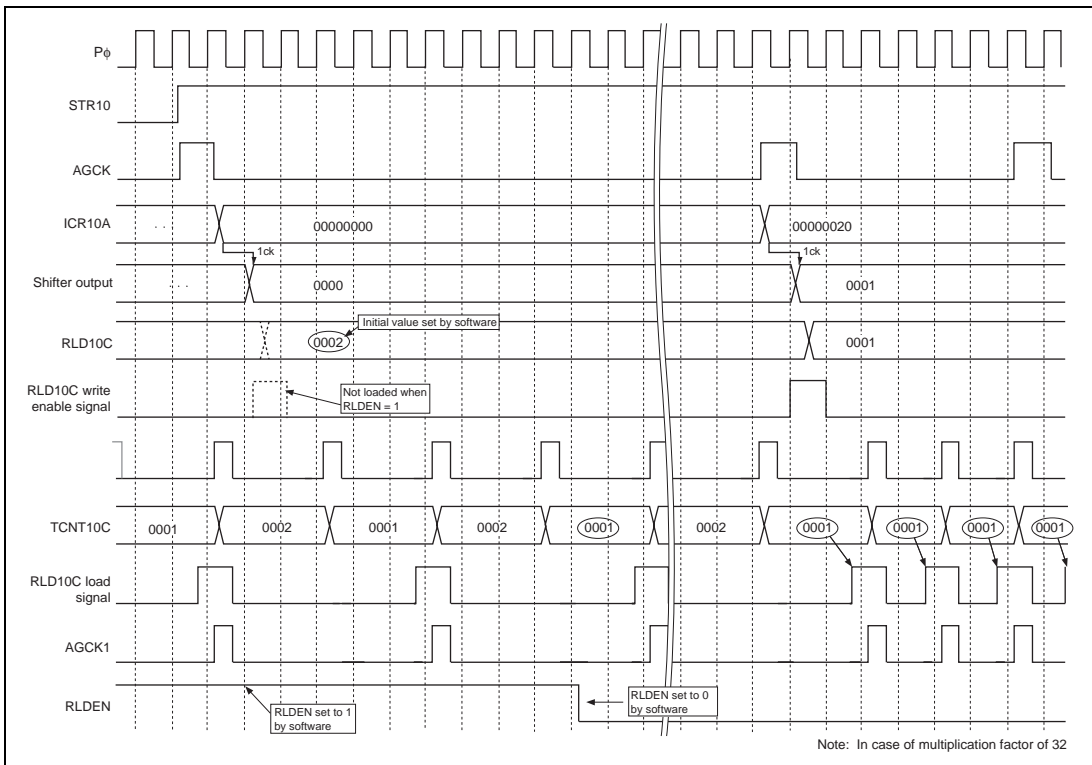 Pϕ
STR10
AGCK
ICR10A
. .
00000000
00000020
1ck
1ck
Shifter output
. . .
0000
0001
Initial value set by software
RLD10C
0002
0001
RLD10C write
enable signal
Not loaded when
RLDEN = 1
TCNT10C
0001
0002
0001
0002
0001
0002
0001
0001
0001
0001
RLD10C load
signal
AGCK1
RLDEN
RLDEN set to 1
by software
RLDEN set to 0
by software
Note: In case of multiplication factor of 32